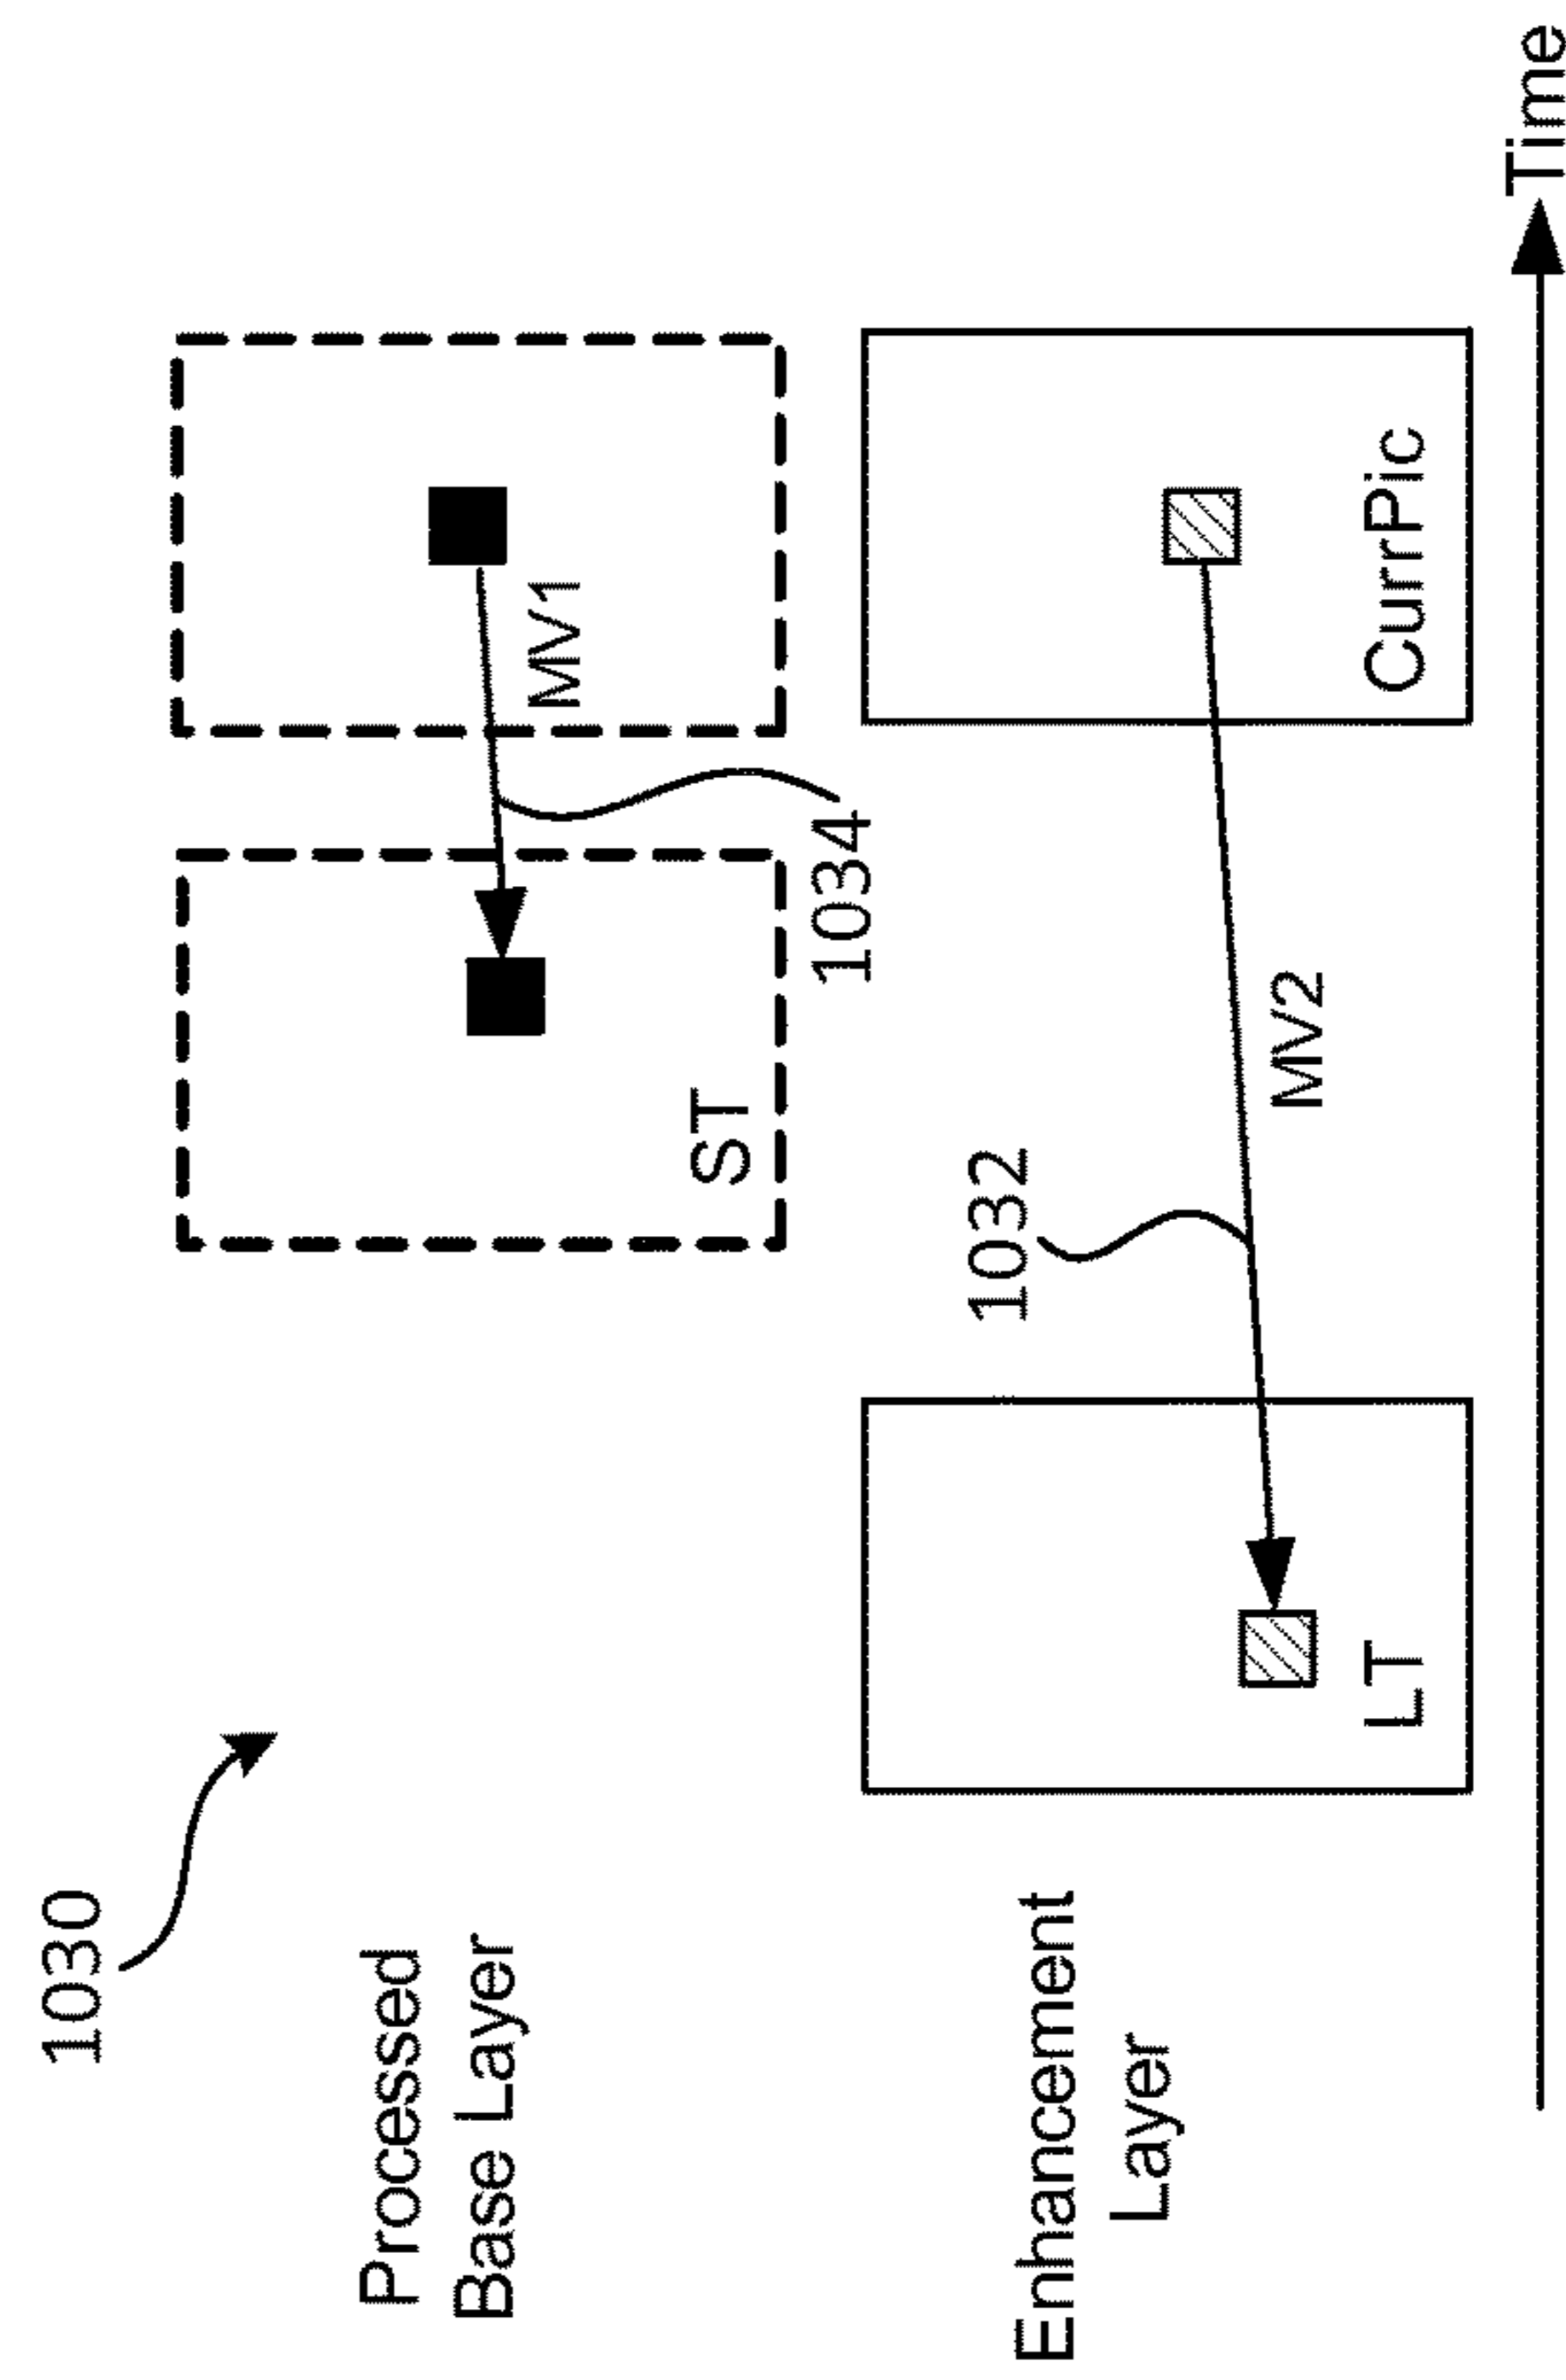 1030
Processed
Base Layer
ST
MV1
1034
Enhancement
Layer
1032
MV2
LT
CurrPic
Time